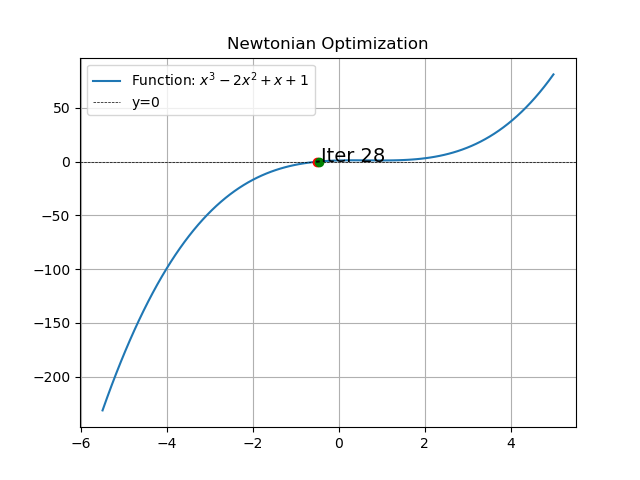 Newtonian Optimization
Function: $x^3 - 2x^2 + x + 1$
y=0
Iter 28
50
0
−50
−100
−150
−200
−6 −4 −2 0 2 4